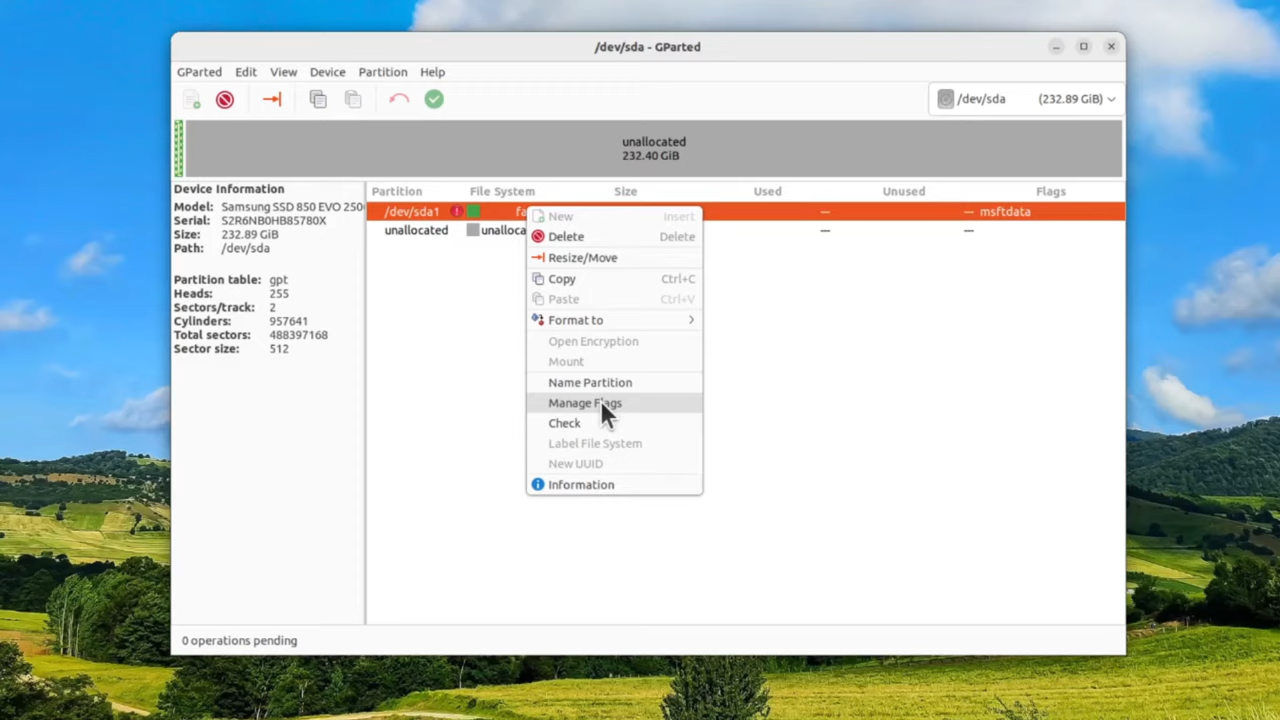 /dev/sda - GParted
GParted Edit View Device Partition Help
/dev/sda (232.89 GiB)
unallocated
232.40 GiB
Device Information
Model: Samsung SSD 850 EVO 250
Serial: S2R6NB0HB85780X
Size: 232.89 GiB
Path: /dev/sda
Partition table: gpt
Heads: 255
Sectors/track: 2
Cylinders: 957641
Total sectors: 488397168
Sector size: 512
Partition File System Size Used Unused Flags
/dev/sda1 fa --- --- msftdata
unallocated unalloca --- ---
New Insert
Delete Delete
Resize/Move
Copy Ctrl+C
Paste Ctrl+V
Format to
Open Encryption
Mount
Name Partition
Manage Flags
Check
Label File System
New UUID
Information
0 operations pending